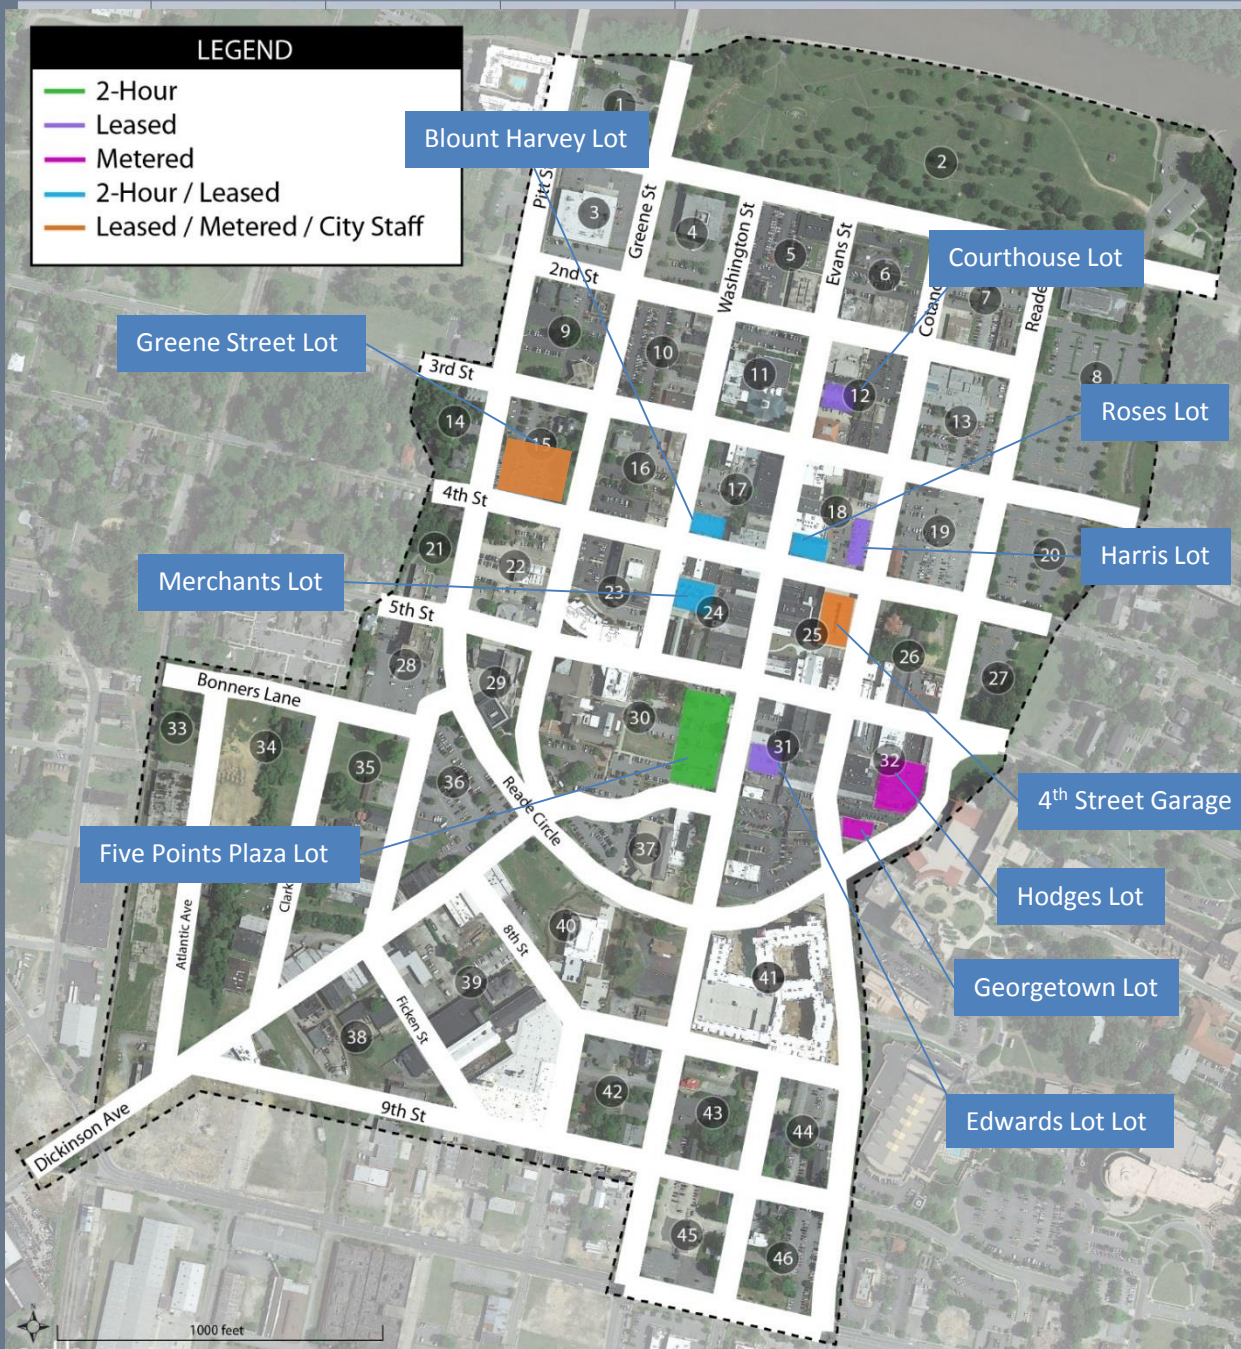 LEGEND
2-Hour
Leased
Metered
2-Hour / Leased
Leased / Metered / City Staff
Blount Harvey Lot
Courthouse Lot
Greene Street Lot
Roses Lot
Harris Lot
Merchants Lot
4th Street Garage
Five Points Plaza Lot
Hodges Lot
Georgetown Lot
Edwards Lot Lot
Pitt S
Greene St
Washington St
Evans St
Cotanc
Reade
2nd St
3rd St
4th St
5th St
Bonners Lane
Reade Circle
Atlantic Ave
Clark
8th St
Ficken St
9th St
Dickinson Ave
1
2
3
4
5
6
7
8
9
10
11
12
13
14
15
16
17
18
19
20
21
22
23
24
25
26
27
28
29
30
31
32
33
34
35
36
37
38
39
40
41
42
43
44
45
46
N
1000 feet